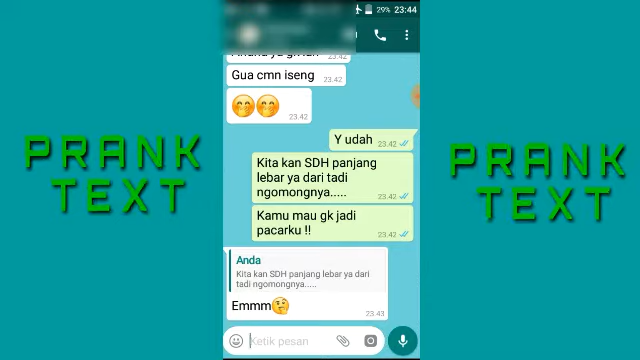 29% 23:44
23.42
Gua cmn iseng 23.42
🤭🤭
23.42
Y udah 23.42
Kita kan SDH panjang
lebar ya dari tadi
ngomongnya..... 23.42
Kamu mau gk jadi
pacarku !! 23.42
Anda
Kita kan SDH panjang lebar ya dari
tadi ngomongnya.....
Emmm🤔 23.43
Ketik pesan
PRANK
TEXT
PRANK
TEXT